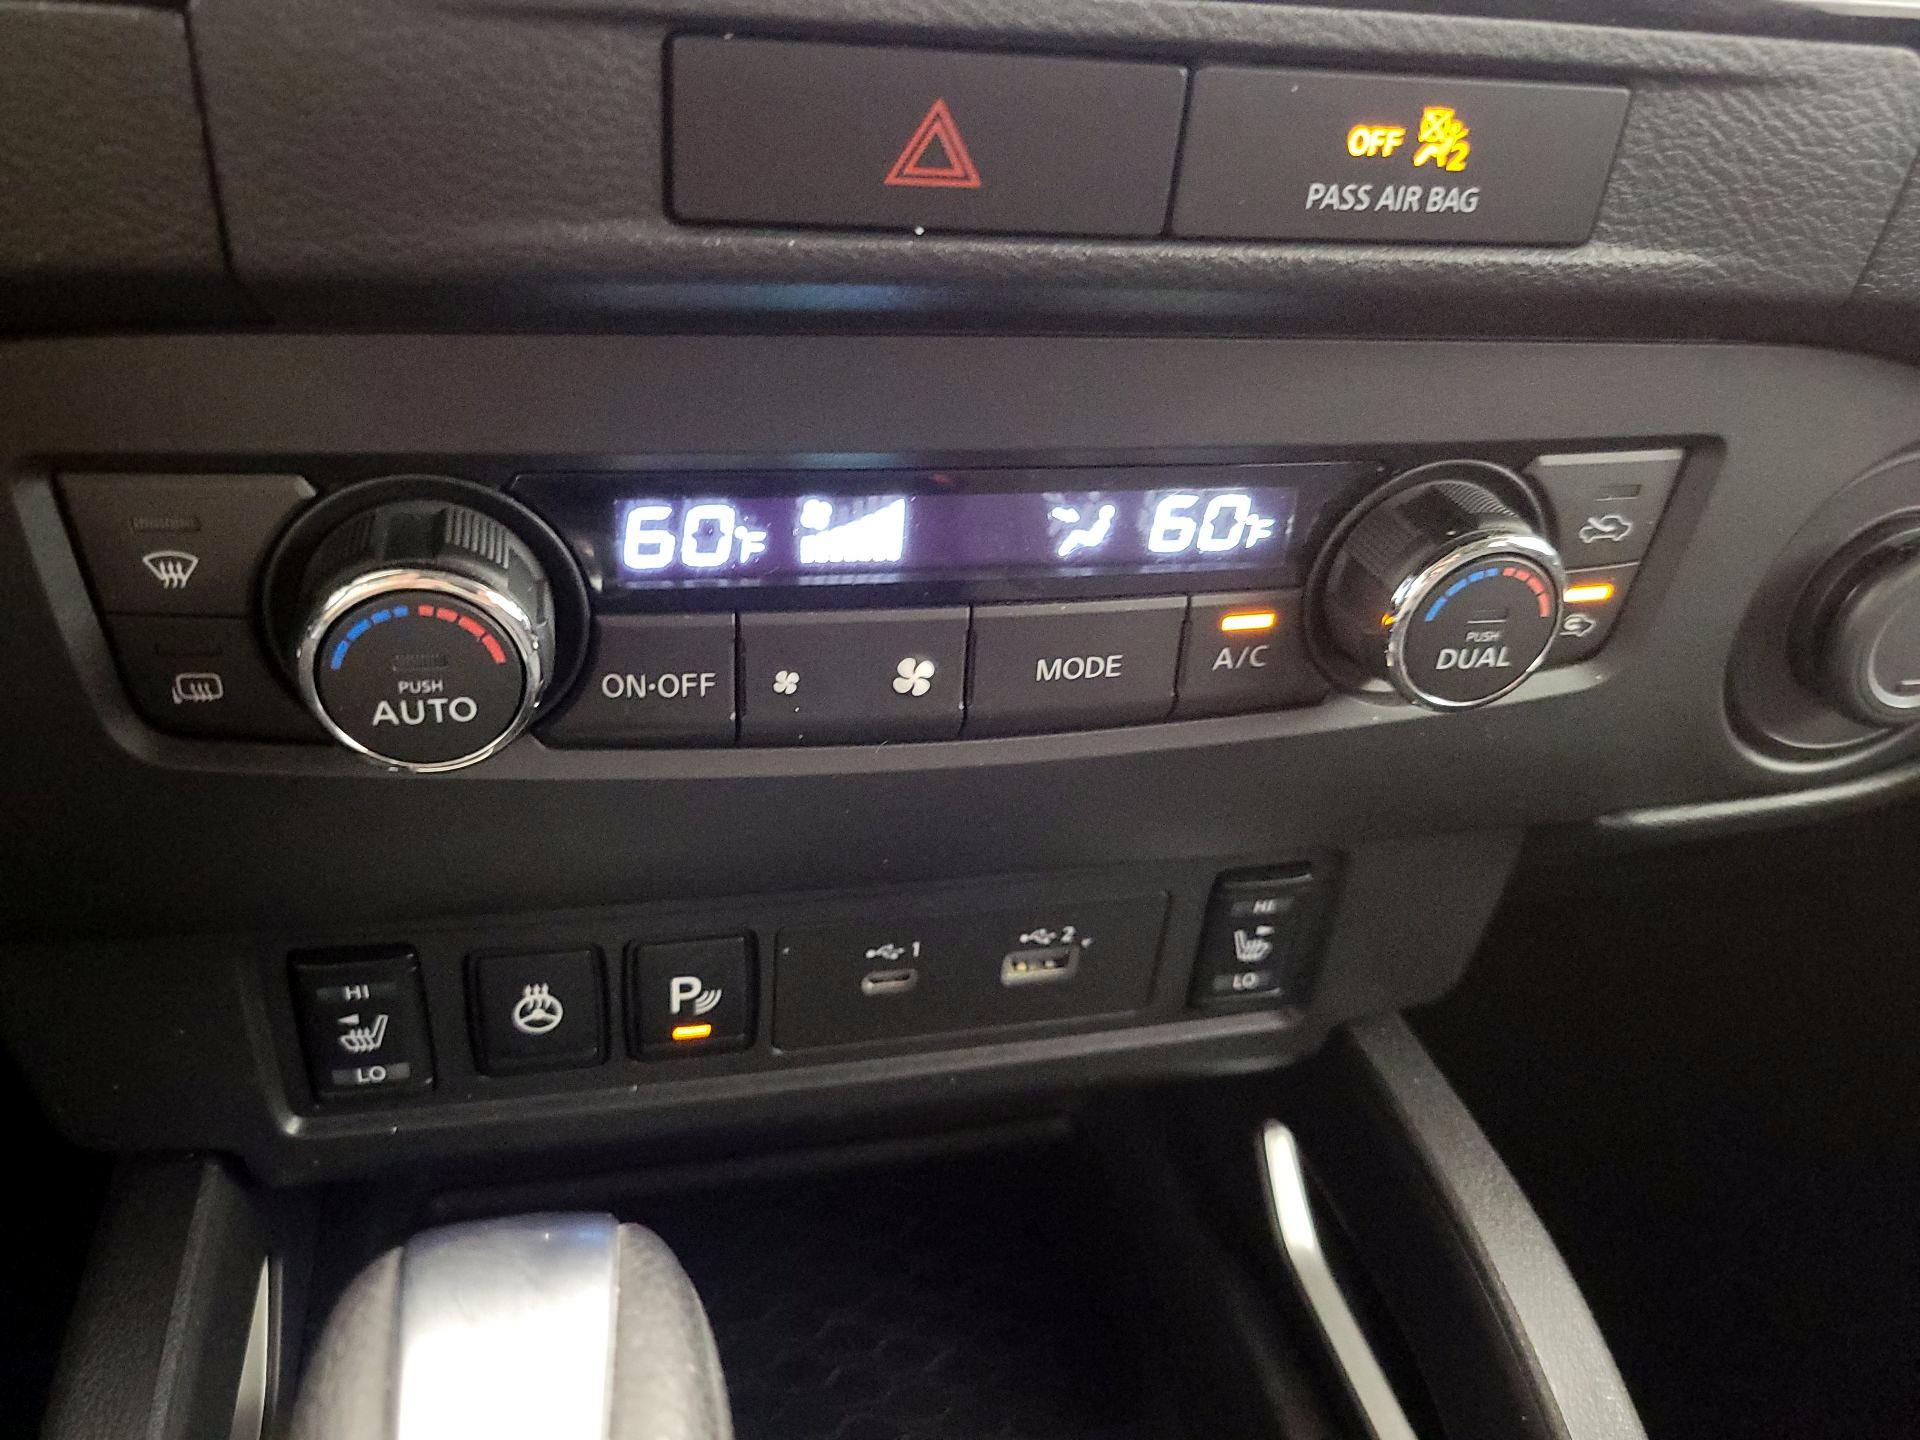 OFF 2
PASS AIR BAG
60°F 60°F
PUSH
AUTO
ON•OFF
MODE
A/C
PUSH
DUAL
HI
LO
P
1
2
HI
LO